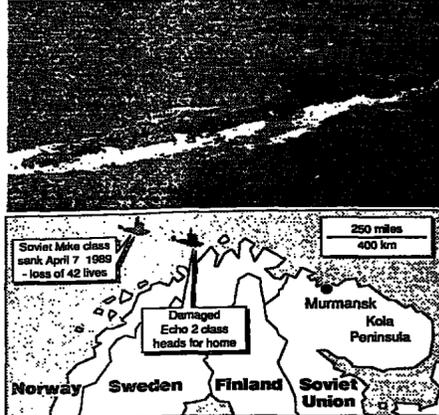 Soviet Mike class
sank April 7 1989
- loss of 42 lives
250 miles
400 km
Damaged
Echo 2 class
heads for home
Murmansk
Kola
Peninsula
Norway
Sweden
Finland
Soviet
Union